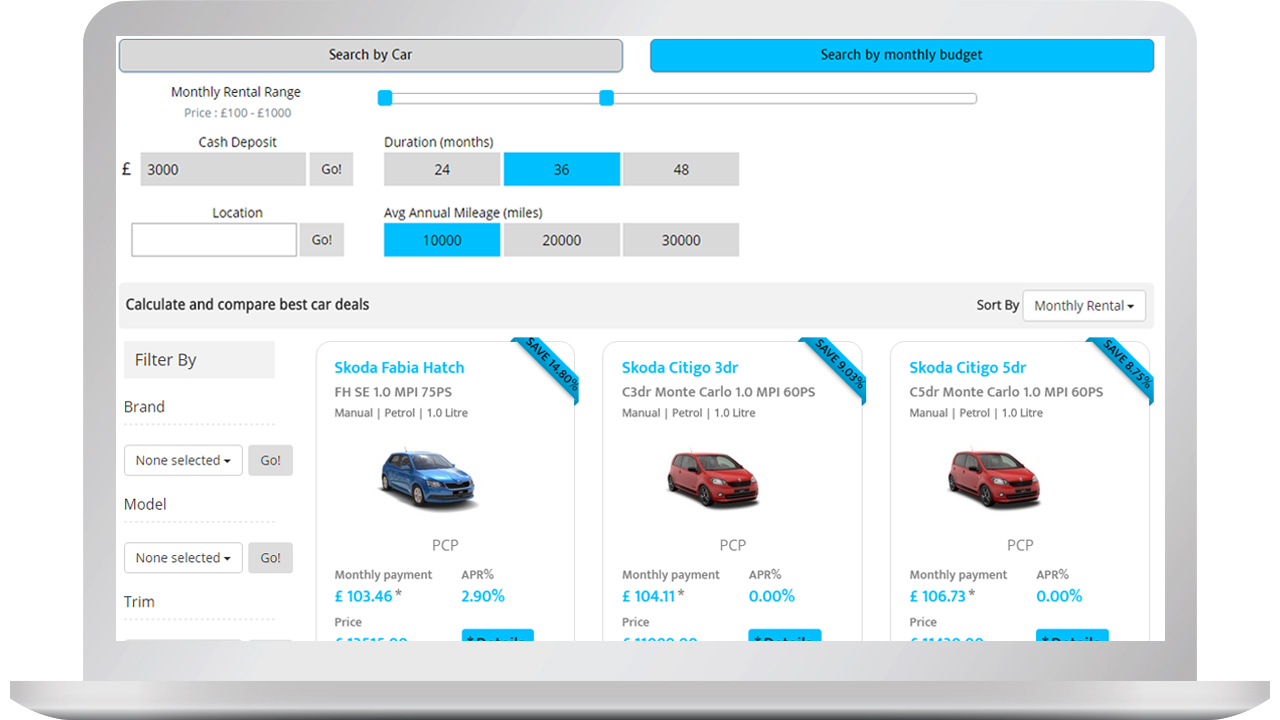 Search by Car
Search by monthly budget
Monthly Rental Range
Price : £100 - £1000
Cash Deposit
£ 3000 Go!
Duration (months)
24 36 48
Location
Go!
Avg Annual Mileage (miles)
10000 20000 30000
Calculate and compare best car deals
Sort By Monthly Rental
Filter By
Brand
None selected Go!
Model
None selected Go!
Trim
SAVE 14.80%
Skoda Fabia Hatch
FH SE 1.0 MPI 75PS
Manual | Petrol | 1.0 Litre
PCP
Monthly payment APR%
£ 103.46 * 2.90%
Price
* Details
SAVE 9.03%
Skoda Citigo 3dr
C3dr Monte Carlo 1.0 MPI 60PS
Manual | Petrol | 1.0 Litre
PCP
Monthly payment APR%
£ 104.11 * 0.00%
Price
* Details
SAVE 8.75%
Skoda Citigo 5dr
C5dr Monte Carlo 1.0 MPI 60PS
Manual | Petrol | 1.0 Litre
PCP
Monthly payment APR%
£ 106.73 * 0.00%
Price
* Details